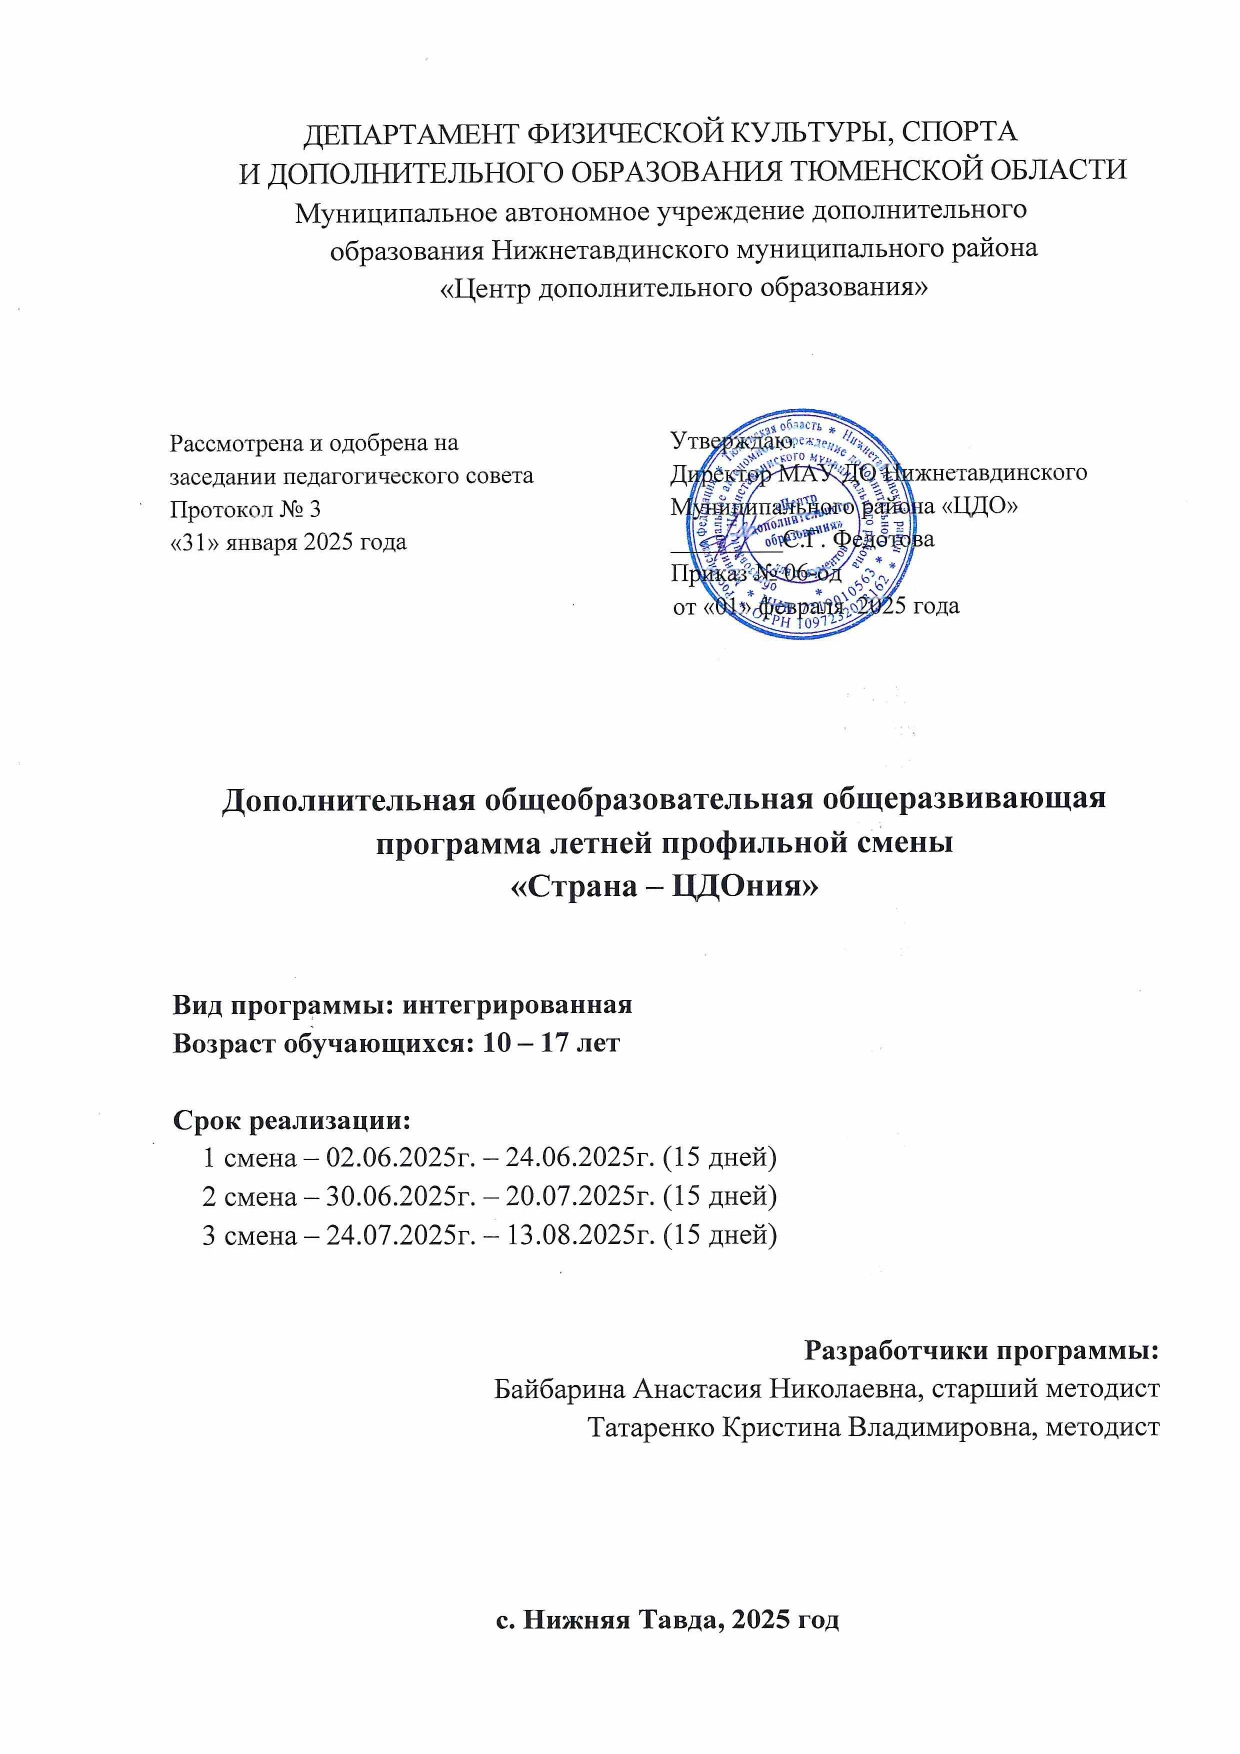 ДЕПАРТАМЕНТ ФИЗИЧЕСКОЙ КУЛЬТУРЫ, СПОРТА
И ДОПОЛНИТЕЛЬНОГО ОБРАЗОВАНИЯ ТЮМЕНСКОЙ ОБЛАСТИ
Муниципальное автономное учреждение дополнительного
образования Нижнетавдинского муниципального района
«Центр дополнительного образования»
Рассмотрена и одобрена на
заседании педагогического совета
Протокол № 3
«31» января 2025 года
Утверждаю
Директор МАУ ДО Нижнетавдинского
Муниципального района «ЦДО»
С.Г. Федотова
Приказ № 06-од
от «01» февраля 2025 года
«Центр
дополнительного
образования»
Дополнительная общеобразовательная общеразвивающая
программа летней профильной смены
«Страна – ЦДОния»
Вид программы: интегрированная
Возраст обучающихся: 10 – 17 лет
Срок реализации:
1 смена – 02.06.2025г. – 24.06.2025г. (15 дней)
2 смена – 30.06.2025г. – 20.07.2025г. (15 дней)
3 смена – 24.07.2025г. – 13.08.2025г. (15 дней)
Разработчики программы:
Байбарина Анастасия Николаевна, старший методист
Татаренко Кристина Владимировна, методист
с. Нижняя Тавда, 2025 год